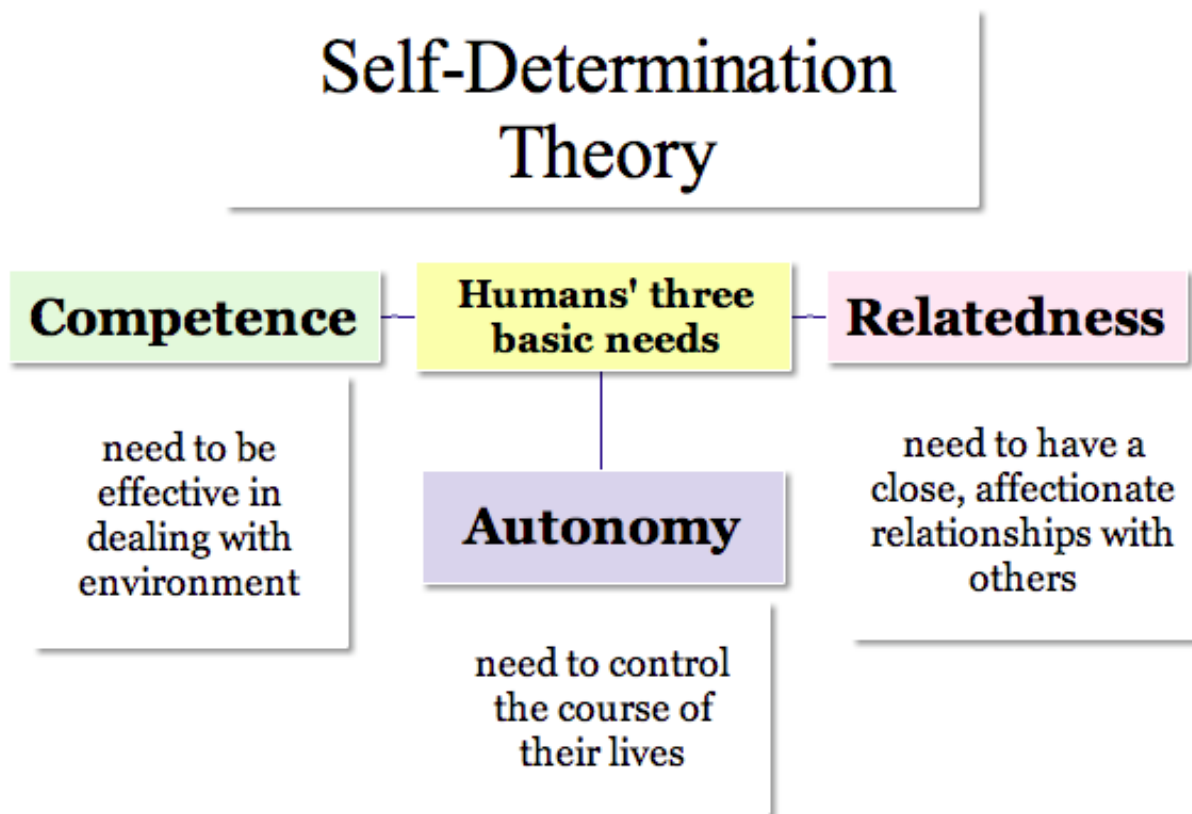 Self-Determination
Theory
Competence
Humans' three
basic needs
Relatedness
need to be
effective in
dealing with
environment
Autonomy
need to control
the course of
their lives
need to have a
close, affectionate
relationships with
others